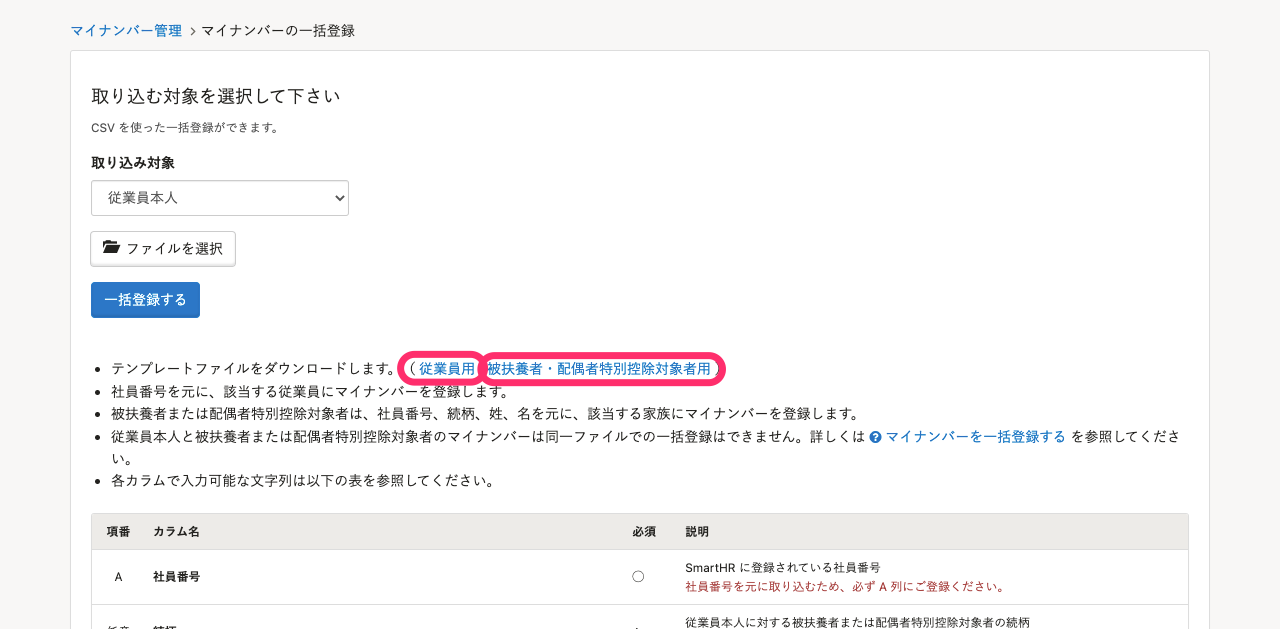 マイナンバー管理 > マイナンバーの一括登録
取り込む対象を選択して下さい
CSV を使った一括登録ができます。
取り込み対象
従業員本人
ファイルを選択
一括登録する
テンプレートファイルをダウンロードします。（従業員用 被扶養者・配偶者特別控除対象者用）
社員番号を元に、該当する従業員にマイナンバーを登録します。
被扶養者または配偶者特別控除対象者は、社員番号、続柄、姓、名を元に、該当する家族にマイナンバーを登録します。
従業員本人と被扶養者または配偶者特別控除対象者のマイナンバーは同一ファイルでの一括登録はできません。詳しくは ? マイナンバーを一括登録する を参照してくださ
い。
各カラムで入力可能な文字列は以下の表を参照してください。
項番 カラム名 必須 説明
A 社員番号 ○ SmartHR に登録されている社員番号
社員番号を元に取り込むため、必ず A 列にご登録ください。
従業員本人に対する被扶養者または配偶者特別控除対象者の続柄